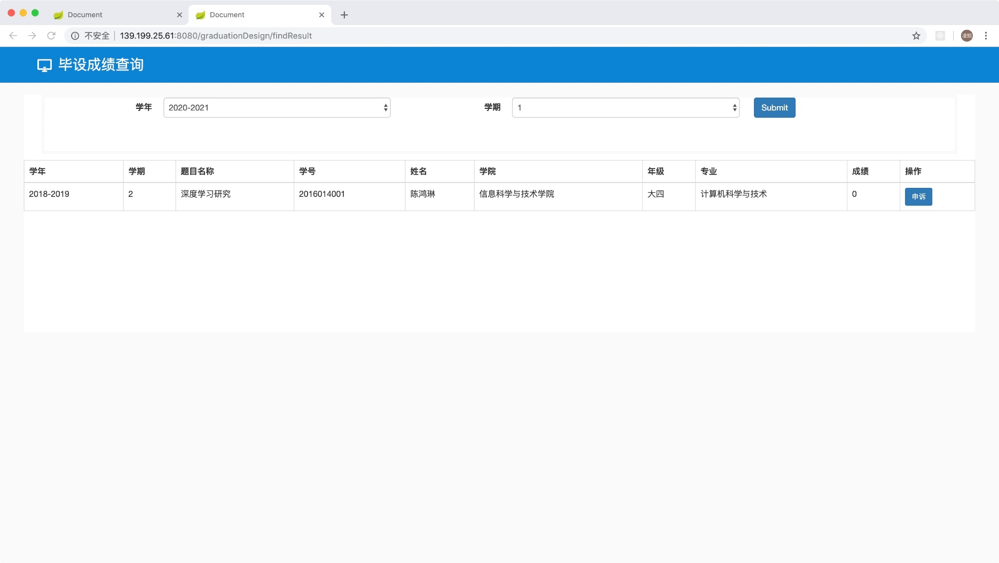 Document
Document
不安全 139.199.25.61:8080/graduationDesign/findResult 凌熙
毕设成绩查询
学年 2020-2021 学期 1 Submit
学年 学期 题目名称 学号 姓名 学院 年级 专业 成绩 操作
2018-2019 2 深度学习研究 2016014001 陈鸿琳 信息科学与技术学院 大四 计算机科学与技术 0 申诉